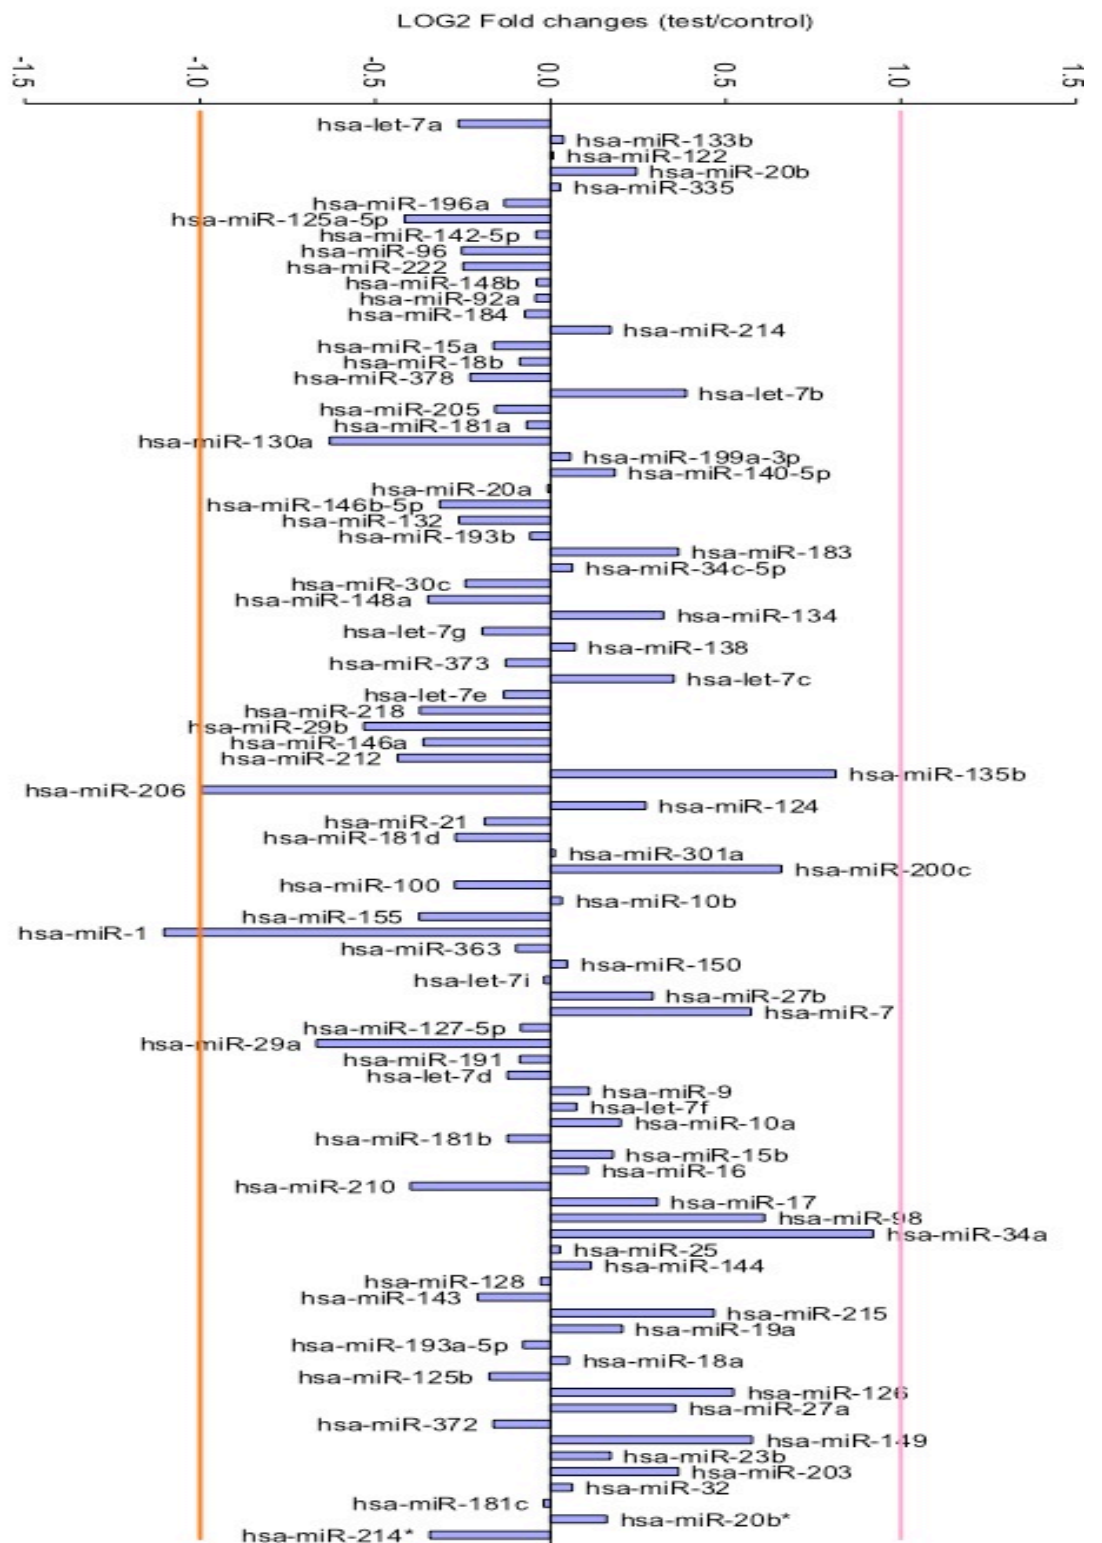 LOG2 Fold changes (test/control)
-1.5 -1.0 -0.5 0.0 0.5 1.0 1.5
hsa-let-7a
hsa-miR-133b
hsa-miR-122
hsa-miR-20b
hsa-miR-335
hsa-miR-196a
hsa-miR-125a-5p
hsa-miR-142-5p
hsa-miR-96
hsa-miR-222
hsa-miR-148b
hsa-miR-92a
hsa-miR-184
hsa-miR-214
hsa-miR-15a
hsa-miR-18b
hsa-miR-378
hsa-let-7b
hsa-miR-205
hsa-miR-181a
hsa-miR-130a
hsa-miR-199a-3p
hsa-miR-140-5p
hsa-miR-20a
hsa-miR-146b-5p
hsa-miR-132
hsa-miR-193b
hsa-miR-183
hsa-miR-34c-5p
hsa-miR-30c
hsa-miR-148a
hsa-miR-134
hsa-let-7g
hsa-miR-138
hsa-miR-373
hsa-let-7c
hsa-let-7e
hsa-miR-218
hsa-miR-29b
hsa-miR-146a
hsa-miR-212
hsa-miR-135b
hsa-miR-206
hsa-miR-124
hsa-miR-21
hsa-miR-181d
hsa-miR-301a
hsa-miR-200c
hsa-miR-100
hsa-miR-10b
hsa-miR-155
hsa-miR-1
hsa-miR-363
hsa-miR-150
hsa-let-7i
hsa-miR-27b
hsa-miR-7
hsa-miR-127-5p
hsa-miR-29a
hsa-miR-191
hsa-let-7d
hsa-miR-9
hsa-let-7f
hsa-miR-10a
hsa-miR-181b
hsa-miR-15b
hsa-miR-16
hsa-miR-210
hsa-miR-17
hsa-miR-98
hsa-miR-34a
hsa-miR-25
hsa-miR-144
hsa-miR-128
hsa-miR-143
hsa-miR-215
hsa-miR-19a
hsa-miR-193a-5p
hsa-miR-18a
hsa-miR-125b
hsa-miR-126
hsa-miR-27a
hsa-miR-372
hsa-miR-149
hsa-miR-23b
hsa-miR-203
hsa-miR-32
hsa-miR-181c
hsa-miR-20b*
hsa-miR-214*